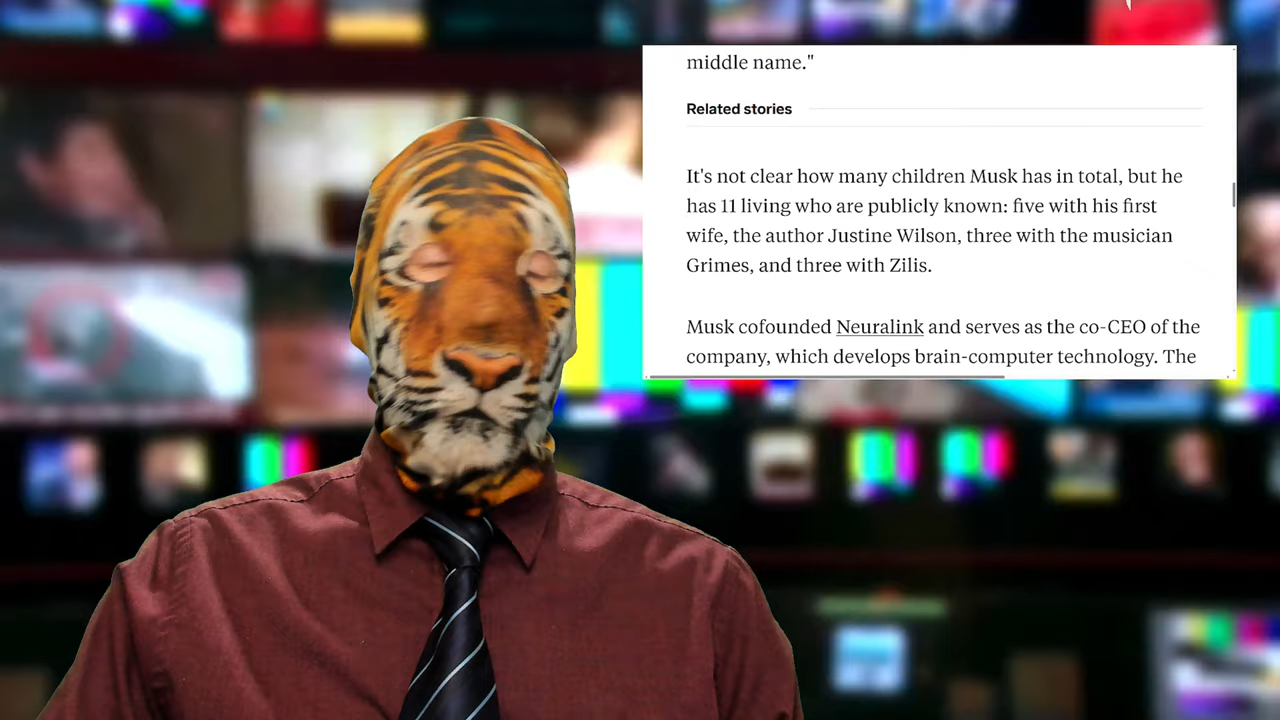 middle name."
Related stories
It's not clear how many children Musk has in total, but he
has 11 living who are publicly known: five with his first
wife, the author Justine Wilson, three with the musician
Grimes, and three with Zilis.
Musk cofounded Neuralink and serves as the co-CEO of the
company, which develops brain-computer technology. The